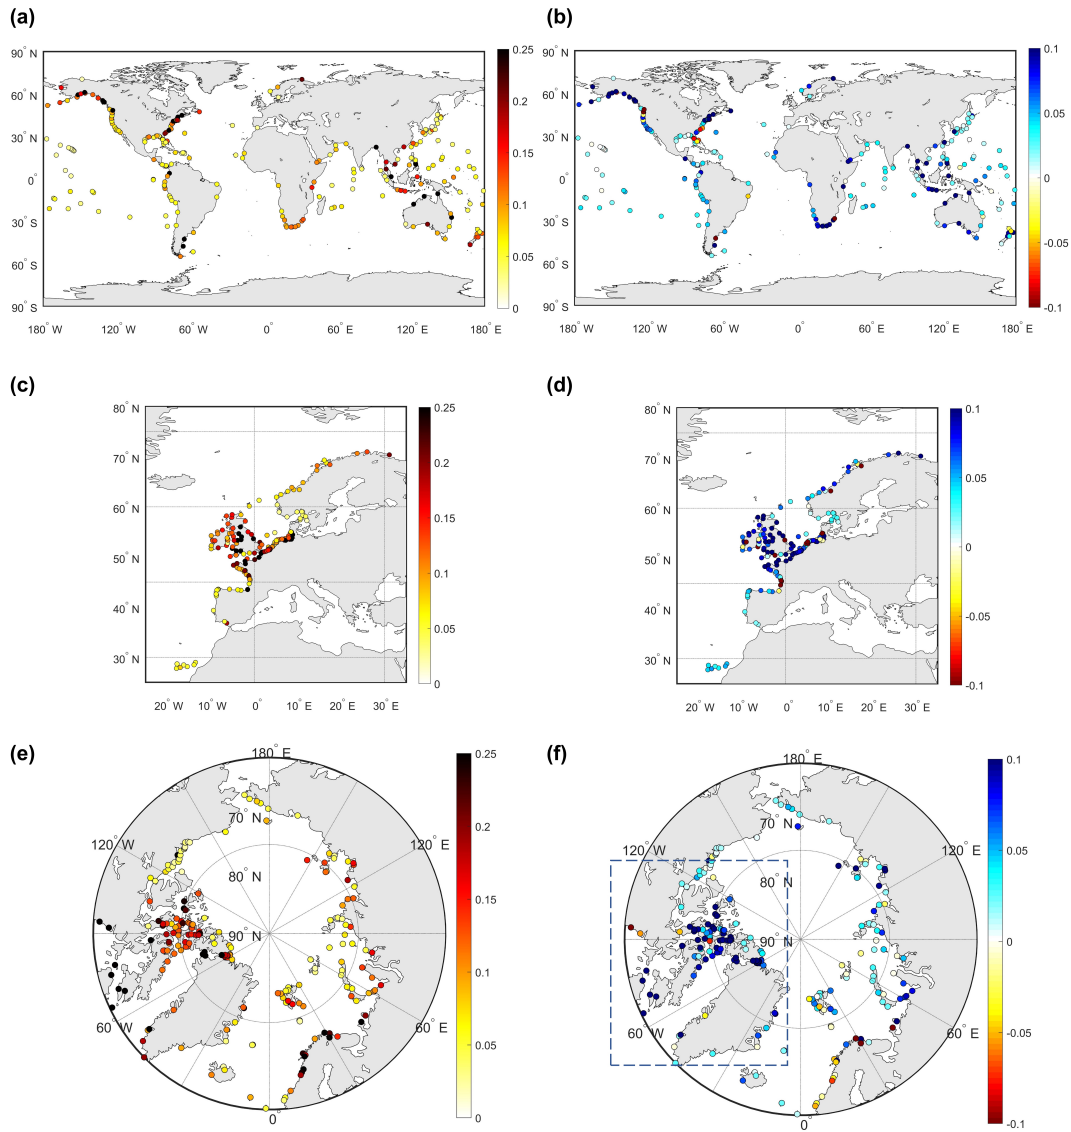 (a)
(b)
90° N
60° N
30° N
0°
30° S
60° S
90° S
180° W
120° W
60° W
0°
60° E
120° E
180° E
0.25
0.2
0.15
0.1
0.05
0
90° N
60° N
30° N
0°
30° S
60° S
90° S
180° W
120° W
60° W
0°
60° E
120° E
180° E
0.1
0.05
0
-0.05
-0.1
(c)
(d)
80° N
70° N
60° N
50° N
40° N
30° N
20° W
10° W
0°
10° E
20° E
30° E
0.25
0.2
0.15
0.1
0.05
0
80° N
70° N
60° N
50° N
40° N
30° N
20° W
10° W
0°
10° E
20° E
30° E
0.1
0.05
0
-0.05
-0.1
(e)
(f)
180° E
120° W
120° E
70° N
80° N
90° N
60° W
60° E
0°
0.25
0.2
0.15
0.1
0.05
0
180° E
120° W
120° E
70° N
80° N
90° N
60° W
60° E
0°
0.1
0.05
0
-0.05
-0.1